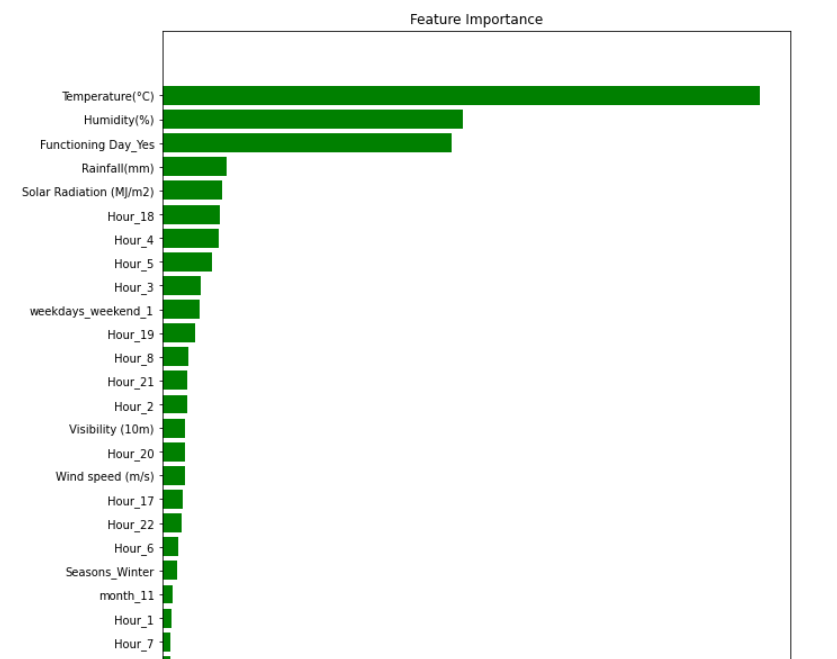 Feature Importance
Temperature(°C)
Humidity(%)
Functioning Day_Yes
Rainfall(mm)
Solar Radiation (MJ/m2)
Hour_18
Hour_4
Hour_5
Hour_3
weekdays_weekend_1
Hour_19
Hour_8
Hour_21
Hour_2
Visibility (10m)
Hour_20
Wind speed (m/s)
Hour_17
Hour_22
Hour_6
Seasons_Winter
month_11
Hour_1
Hour_7